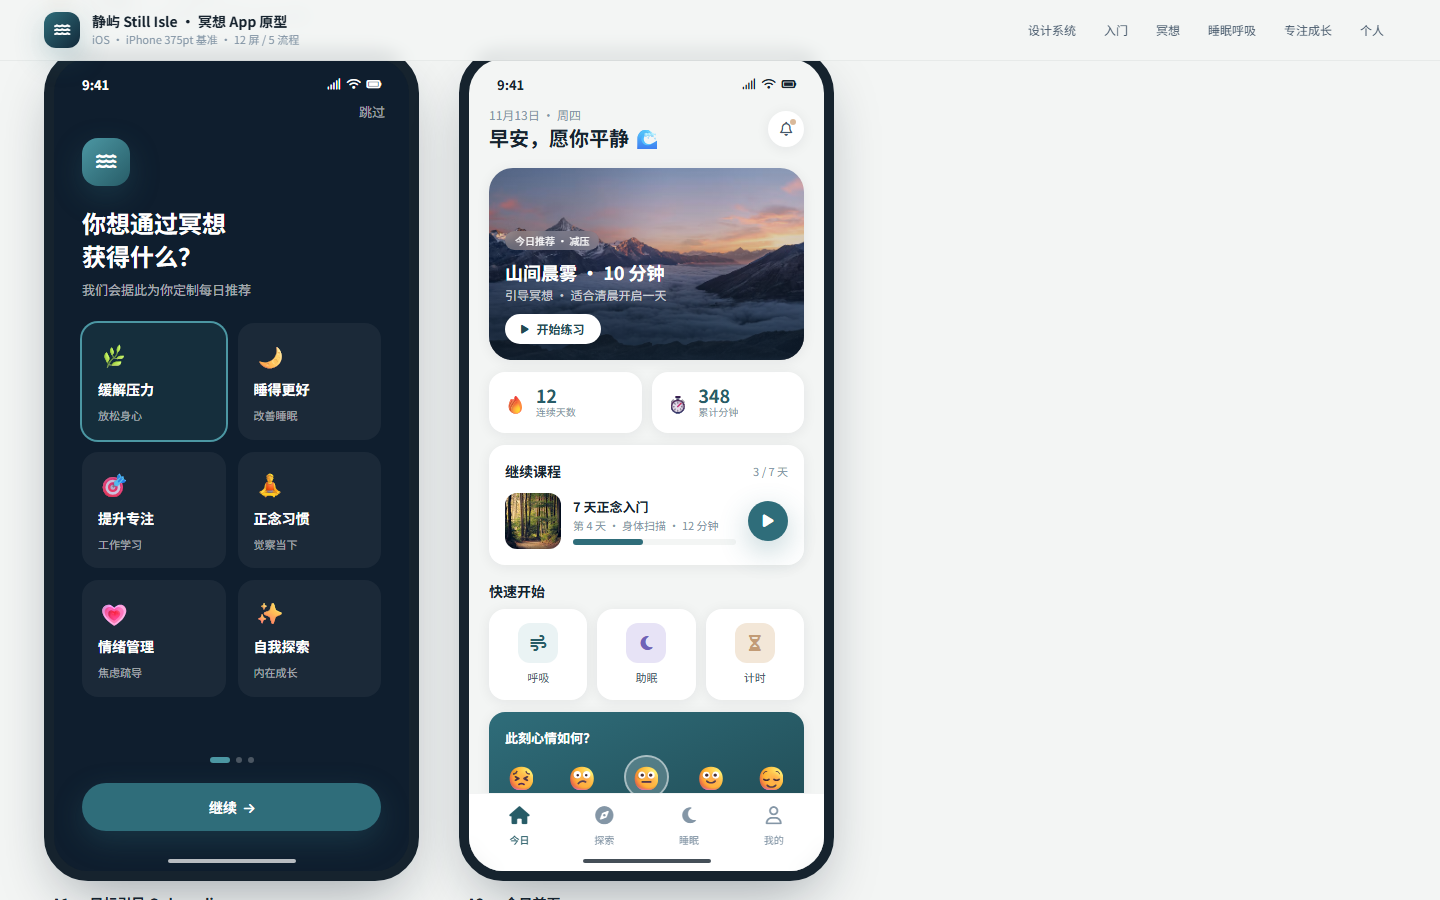 静屿 Still Isle · 冥想 App 原型
iOS · iPhone 375pt 基准 · 12 屏 / 5 流程
设计系统 入门 冥想 睡眠呼吸 专注成长 个人
9:41
跳过
你想通过冥想
获得什么?
我们会据此为你定制每日推荐
缓解压力
放松身心
睡得更好
改善睡眠
提升专注
工作学习
正念习惯
觉察当下
情绪管理
焦虑疏导
自我探索
内在成长
继续 →
9:41
11月13日 · 周四
早安，愿你平静
今日推荐 · 减压
山间晨雾 · 10 分钟
引导冥想 · 适合清晨开启一天
开始练习
12
连续天数
348
累计分钟
继续课程
3 / 7 天
7 天正念入门
第 4 天 · 身体扫描 · 12 分钟
快速开始
呼吸
助眠
计时
此刻心情如何?
今日
探索
睡眠
我的